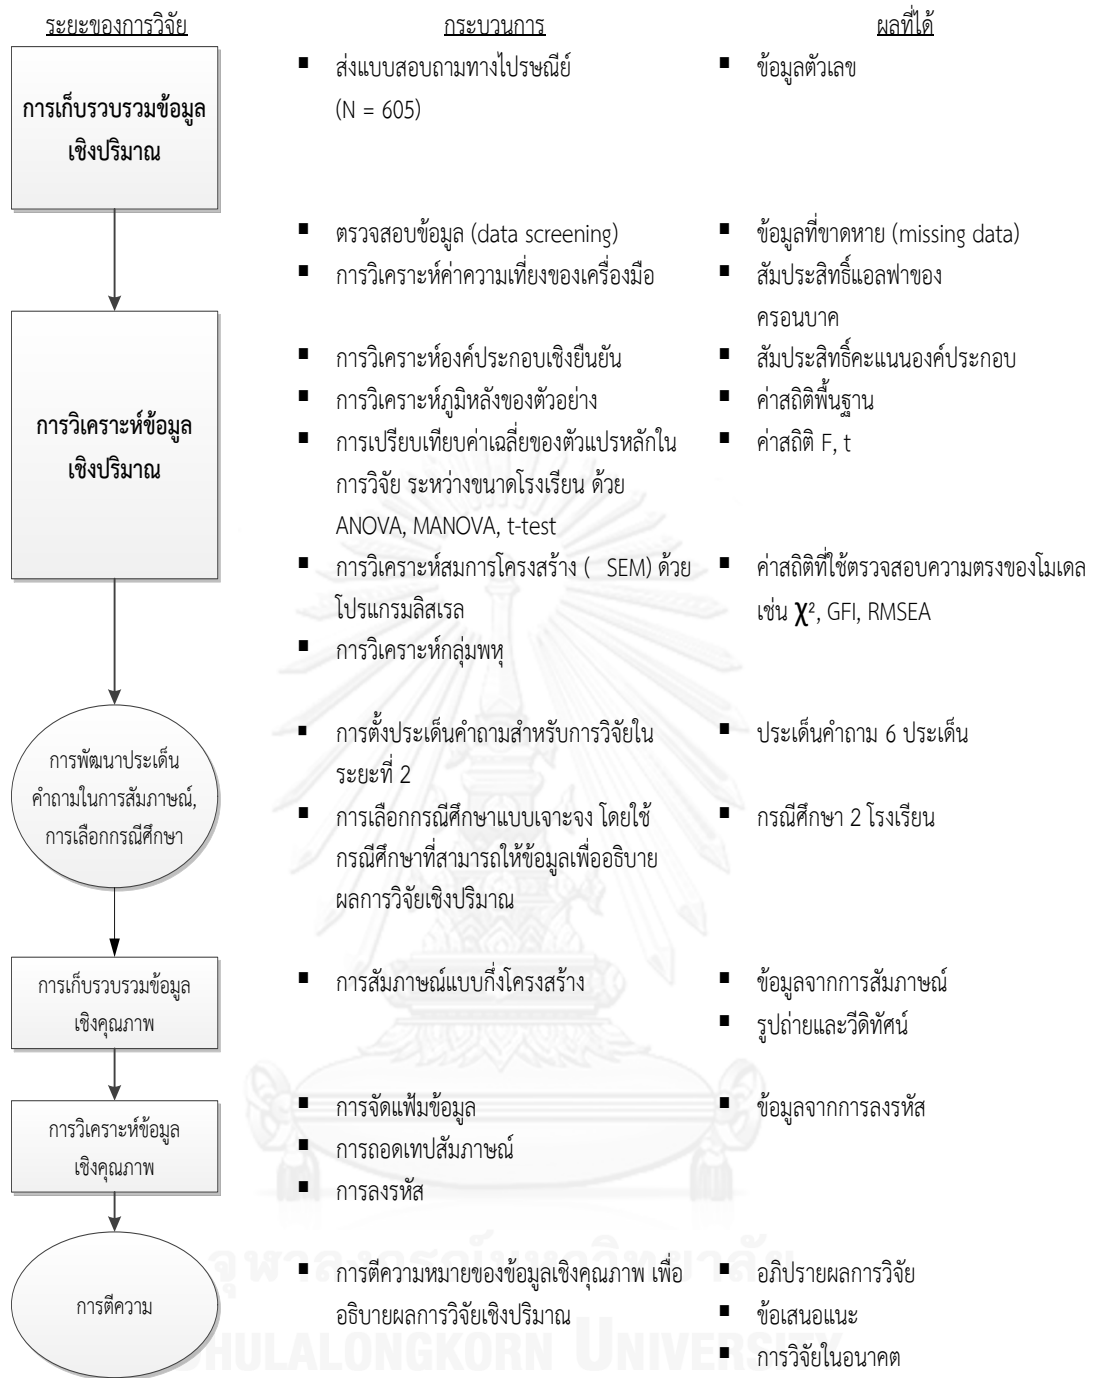 ระยะของการวิจัย กระบวนการ ผลที่ได้
การเก็บรวบรวมข้อมูล
เชิงปริมาณ
■ ส่งแบบสอบถามทางไปรษณีย์
(N = 605)
■ ข้อมูลตัวเลข
การวิเคราะห์ข้อมูล
เชิงปริมาณ
■ ตรวจสอบข้อมูล (data screening)
■ การวิเคราะห์ค่าความเที่ยงของเครื่องมือ
■ การวิเคราะห์องค์ประกอบเชิงยืนยัน
■ การวิเคราะห์ภูมิหลังของตัวอย่าง
■ การเปรียบเทียบค่าเฉลี่ยของตัวแปรหลักใน
การวิจัย ระหว่างขนาดโรงเรียน ด้วย
ANOVA, MANOVA, t-test
■ การวิเคราะห์สมการโครงสร้าง ( SEM) ด้วย
โปรแกรมลิสเรล
■ การวิเคราะห์กลุ่มพหุ
■ ข้อมูลที่ขาดหาย (missing data)
■ สัมประสิทธิ์แอลฟาของ
ครอนบาค
■ สัมประสิทธิ์คะแนนองค์ประกอบ
■ ค่าสถิติพื้นฐาน
■ ค่าสถิติ F, t
■ ค่าสถิติที่ใช้ตรวจสอบความตรงของโมเดล
เช่น χ², GFI, RMSEA
การพัฒนาประเด็น
คำถามในการสัมภาษณ์,
การเลือกกรณีศึกษา
■ การตั้งประเด็นคำถามสำหรับการวิจัยใน
ระยะที่ 2
■ การเลือกกรณีศึกษาแบบเจาะจง โดยใช้
กรณีศึกษาที่สามารถให้ข้อมูลเพื่ออธิบาย
ผลการวิจัยเชิงปริมาณ
■ ประเด็นคำถาม 6 ประเด็น
■ กรณีศึกษา 2 โรงเรียน
การเก็บรวบรวมข้อมูล
เชิงคุณภาพ
■ การสัมภาษณ์แบบกึ่งโครงสร้าง
■ ข้อมูลจากการสัมภาษณ์
■ รูปถ่ายและวีดิทัศน์
การวิเคราะห์ข้อมูล
เชิงคุณภาพ
■ การจัดแฟ้มข้อมูล
■ การถอดเทปสัมภาษณ์
■ การลงรหัส
■ ข้อมูลจากการลงรหัส
การตีความ
■ การตีความหมายของข้อมูลเชิงคุณภาพ เพื่อ
อธิบายผลการวิจัยเชิงปริมาณ
■ อภิปรายผลการวิจัย
■ ข้อเสนอแนะ
■ การวิจัยในอนาคต
จุฬาลงกรณ์มหาวิทยาลัย
CHULALONGKORN UNIVERSITY